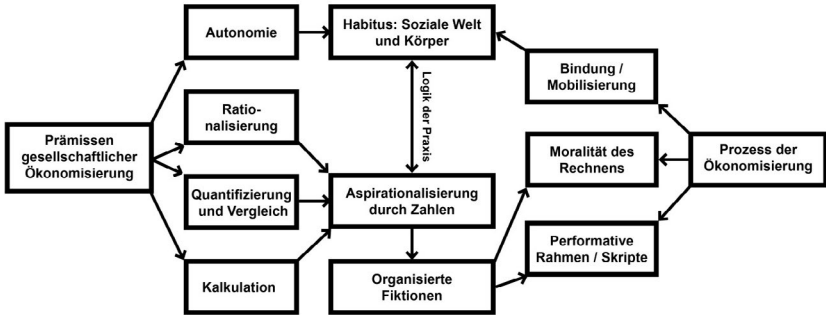 Prämissen
gesellschaftlicher
Ökonomisierung
Autonomie
Ratio-
nalisierung
Quantifizierung
und Vergleich
Kalkulation
Habitus: Soziale Welt
und Körper
Logik der Praxis
Aspirationalisierung
durch Zahlen
Organisierte
Fiktionen
Bindung /
Mobilisierung
Moralität des
Rechnens
Performative
Rahmen / Skripte
Prozess der
Ökonomisierung